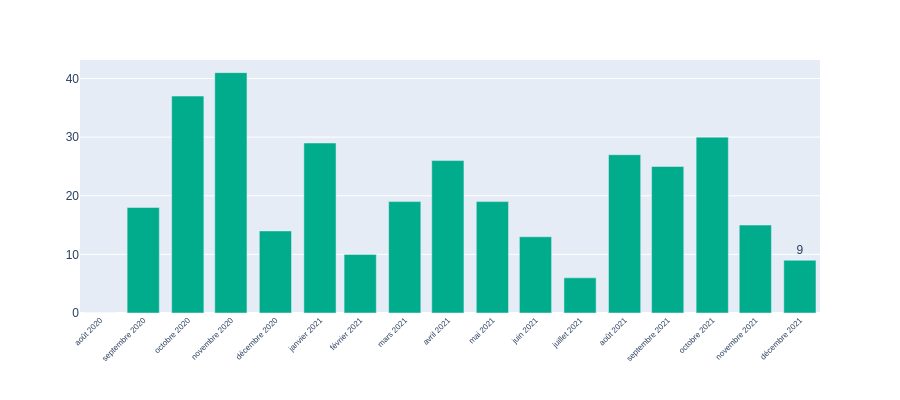 40
30
20
10
0
9
août 2020
septembre 2020
octobre 2020
novembre 2020
décembre 2020
janvier 2021
février 2021
mars 2021
avril 2021
mai 2021
juin 2021
juillet 2021
août 2021
septembre 2021
octobre 2021
novembre 2021
décembre 2021